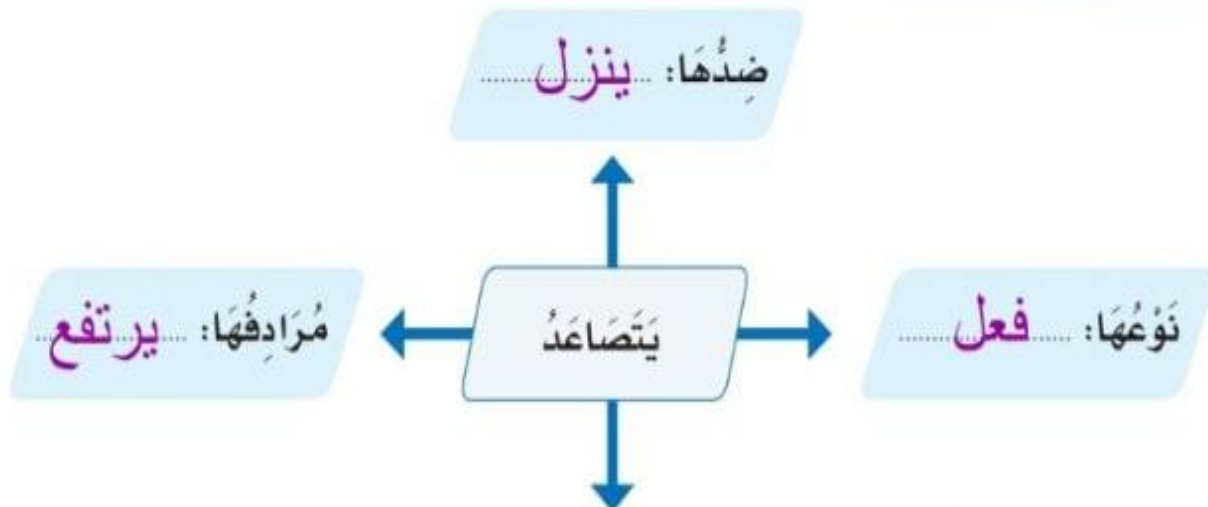 ضِدُّهَا: ينزل
نَوْعُهَا: فعل
يَتَصَاعَدُ
مُرَادِفُهَا: يرتفع